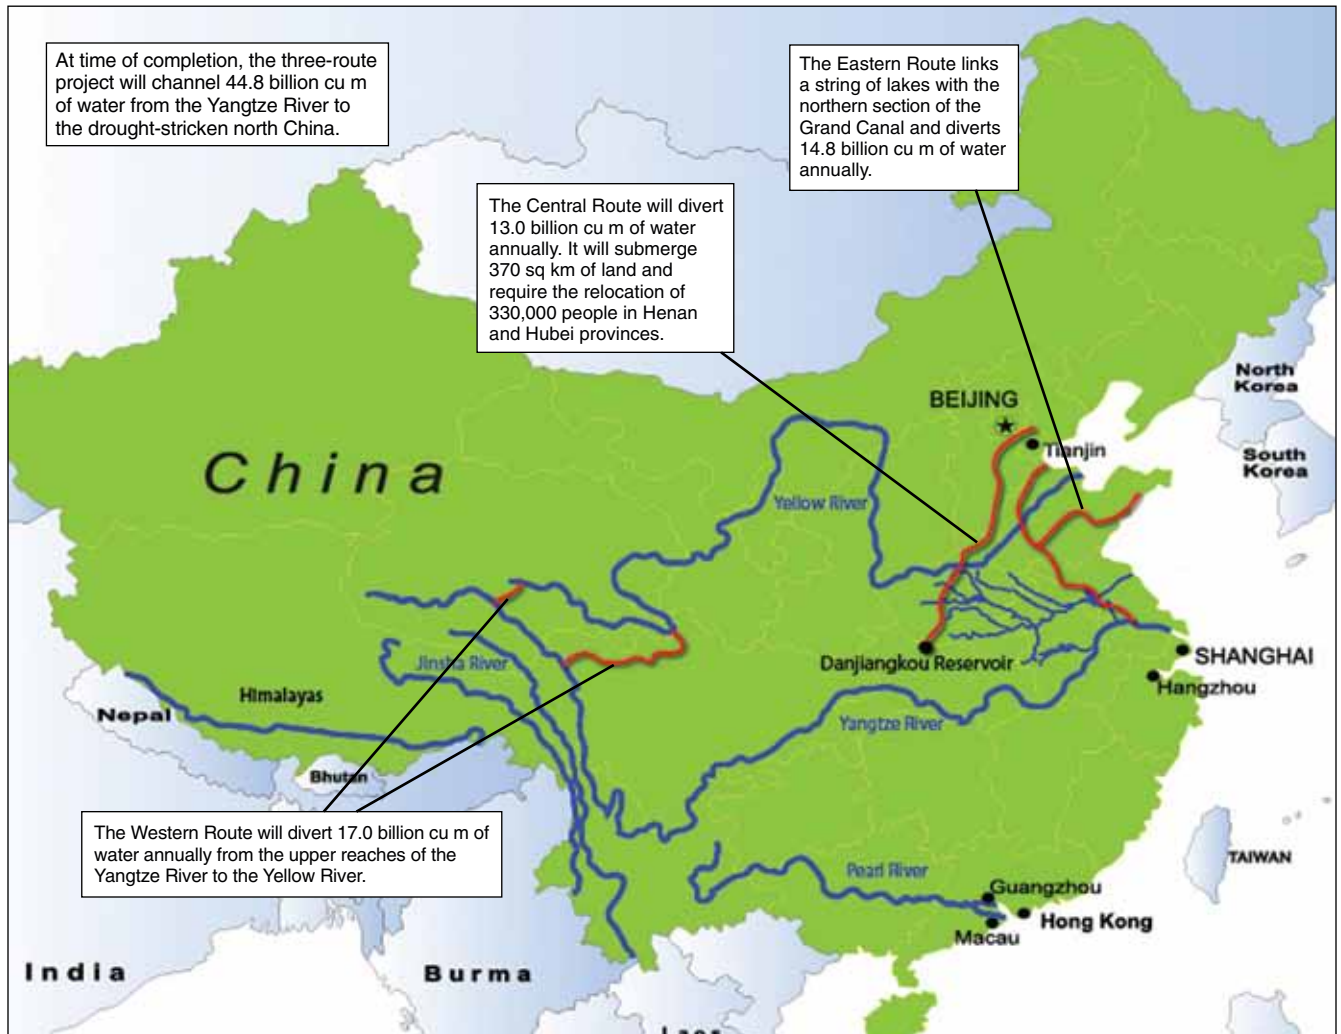 At time of completion, the three-route
project will channel 44.8 billion cu m
of water from the Yangtze River to
the drought-stricken north China.
The Eastern Route links
a string of lakes with the
northern section of the
Grand Canal and diverts
14.8 billion cu m of water
annually.
The Central Route will divert
13.0 billion cu m of water
annually. It will submerge
370 sq km of land and
require the relocation of
330,000 people in Henan
and Hubei provinces.
North
Korea
BEIJING
Tianjin
South
Korea
China
Yellow River
Jinsha River
Danjiangkou Reservoir
SHANGHAI
Hangzhou
Himalayas
Nepal
Yangtze River
Bhutan
The Western Route will divert 17.0 billion cu m of
water annually from the upper reaches of the
Yangtze River to the Yellow River.
TAIWAN
Pearl River
Guangzhou
Hong Kong
Macau
India
Burma